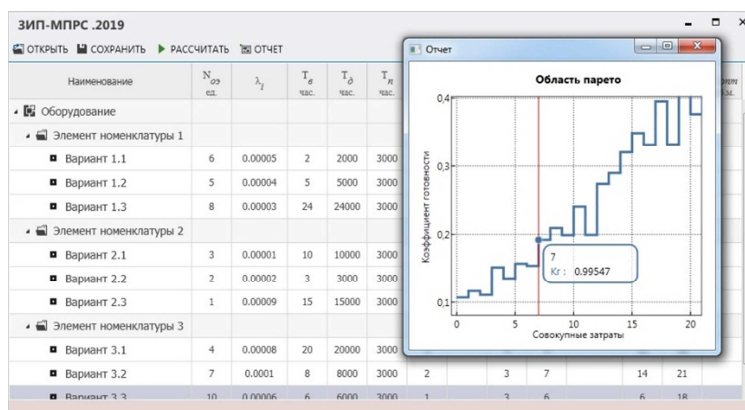 ЗИП-МПРС .2019
ОТКРЫТЬ СОХРАНИТЬ РАССЧИТАТЬ ОТЧЕТ
Наименование Nоэ ед. λi Tв час. Tд час. Tп час.
Оборудование
Элемент номенклатуры 1
Вариант 1.1 6 0.00005 2 2000 3000
Вариант 1.2 5 0.00004 5 5000 3000
Вариант 1.3 8 0.00003 24 24000 3000
Элемент номенклатуры 2
Вариант 2.1 3 0.00001 10 10000 3000
Вариант 2.2 2 0.00002 3 3000 3000
Вариант 2.3 1 0.00009 15 15000 3000
Элемент номенклатуры 3
Вариант 3.1 4 0.00008 20 20000 3000
Вариант 3.2 7 0.0001 8 8000 3000 2 3 7 14 21
Вариант 3.3 10 0.00006 6 6000 3000 1 3 6 6 18
Отчет
Область парето
Коэффициент готовности
0,4
0,3
0,2
0,1
7
Кг : 0.99547
0 5 10 15 20
Совокупные затраты